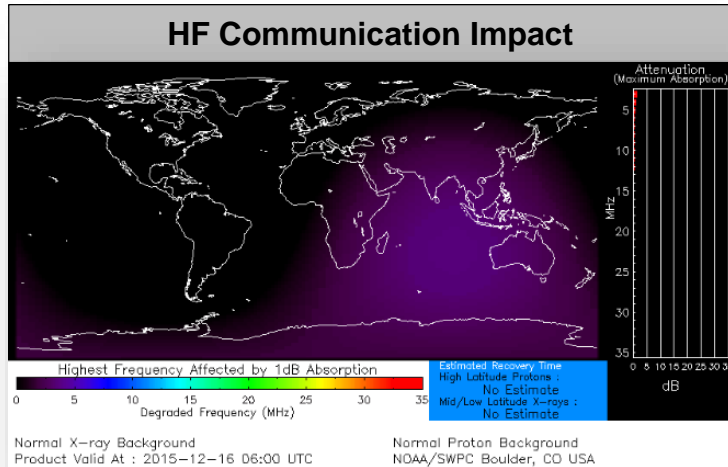 HF Communication Impact
Attenuation
(Maximum Absorption)
5
10
15
20
25
30
35
MHz
0 5 10 15 20 25 30
dB
Highest Frequency Affected by 1dB Absorption
0 5 10 15 20 25 30 35
Degraded Frequency (MHz)
Estimated Recovery Time
High Latitude Protons :
No Estimate
Mid/Low Latitude X-rays :
No Estimate
Normal X-ray Background
Normal Proton Background
Product Valid At : 2015-12-16 06:00 UTC
NOAA/SWPC Boulder, CO USA